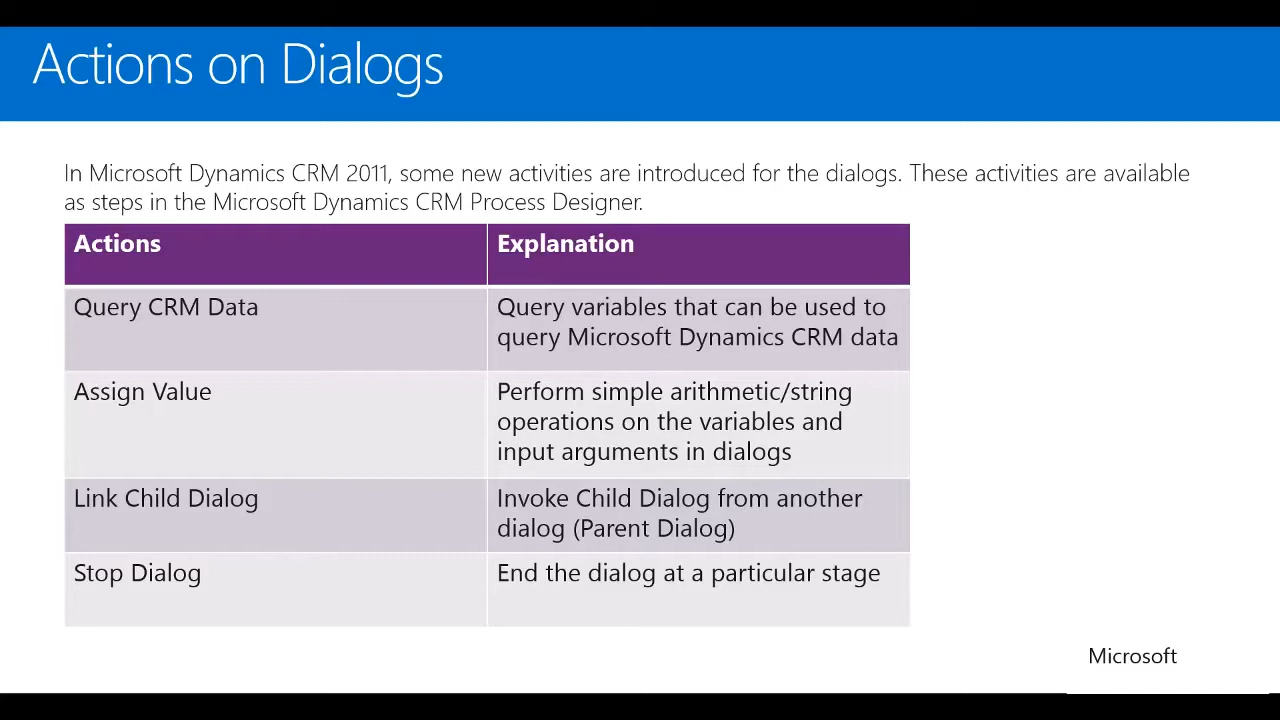 Actions on Dialogs
In Microsoft Dynamics CRM 2011, some new activities are introduced for the dialogs. These activities are available
as steps in the Microsoft Dynamics CRM Process Designer.
Actions
Explanation
Query CRM Data
Query variables that can be used to
query Microsoft Dynamics CRM data
Assign Value
Perform simple arithmetic/string
operations on the variables and
input arguments in dialogs
Link Child Dialog
Invoke Child Dialog from another
dialog (Parent Dialog)
Stop Dialog
End the dialog at a particular stage
Microsoft